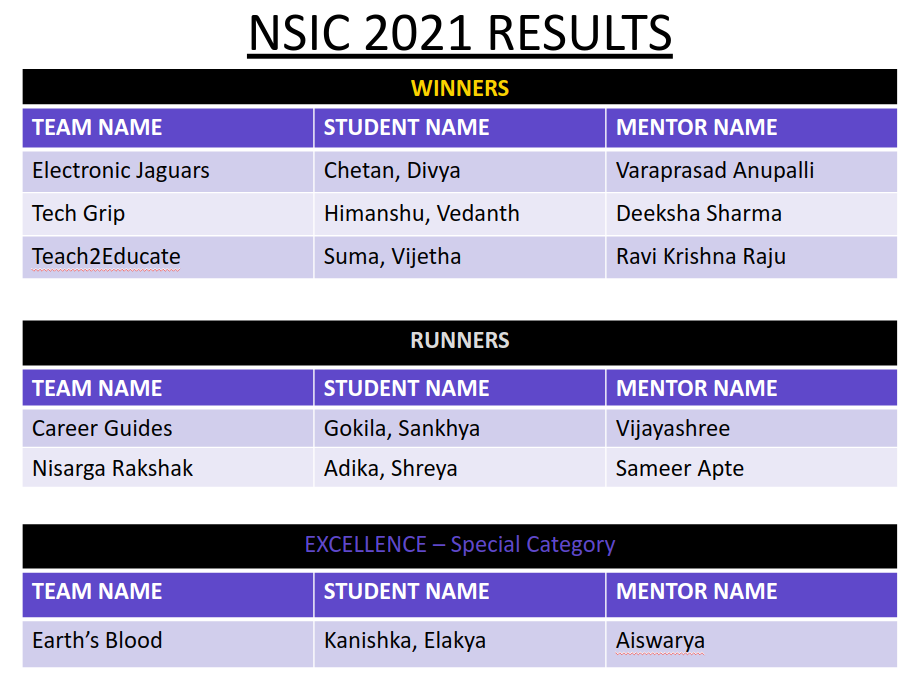 NSIC 2021 RESULTS
WINNERS
TEAM NAME STUDENT NAME MENTOR NAME
Electronic Jaguars Chetan, Divya Varaprasad Anupalli
Tech Grip Himanshu, Vedanth Deeksha Sharma
Teach2Educate Suma, Vijetha Ravi Krishna Raju
RUNNERS
TEAM NAME STUDENT NAME MENTOR NAME
Career Guides Gokila, Sankhya Vijayashree
Nisarga Rakshak Adika, Shreya Sameer Apte
EXCELLENCE – Special Category
TEAM NAME STUDENT NAME MENTOR NAME
Earth’s Blood Kanishka, Elakya Aiswarya